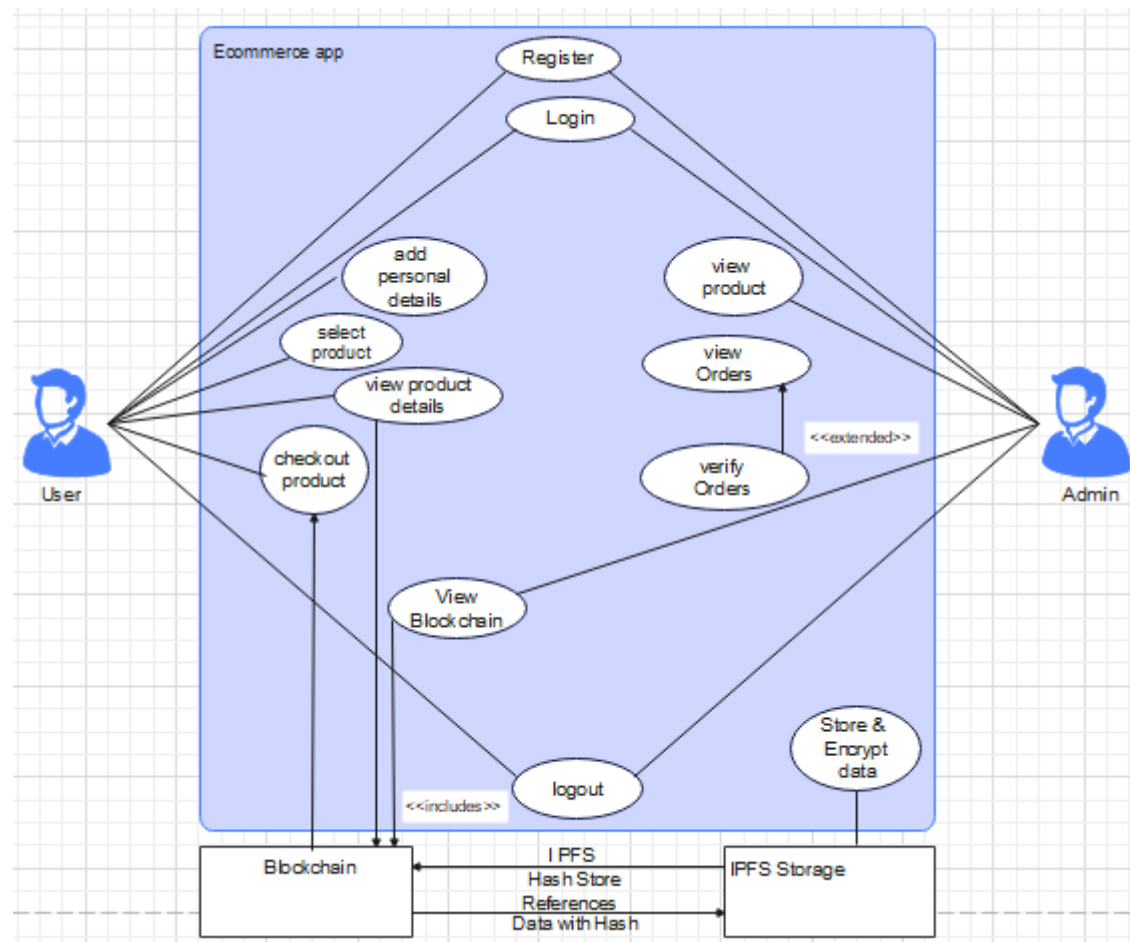 Ecommerce app
Register
Login
add
personal
details
view
product
select
product
view
Orders
view product
details
<<extended>>
checkout
product
verify
Orders
User
Admin
View
Blockchain
Store &
Encrypt
data
logout
<<includes>>
Blockchain
IPFS
Hash Store
References
Data with Hash
IPFS Storage